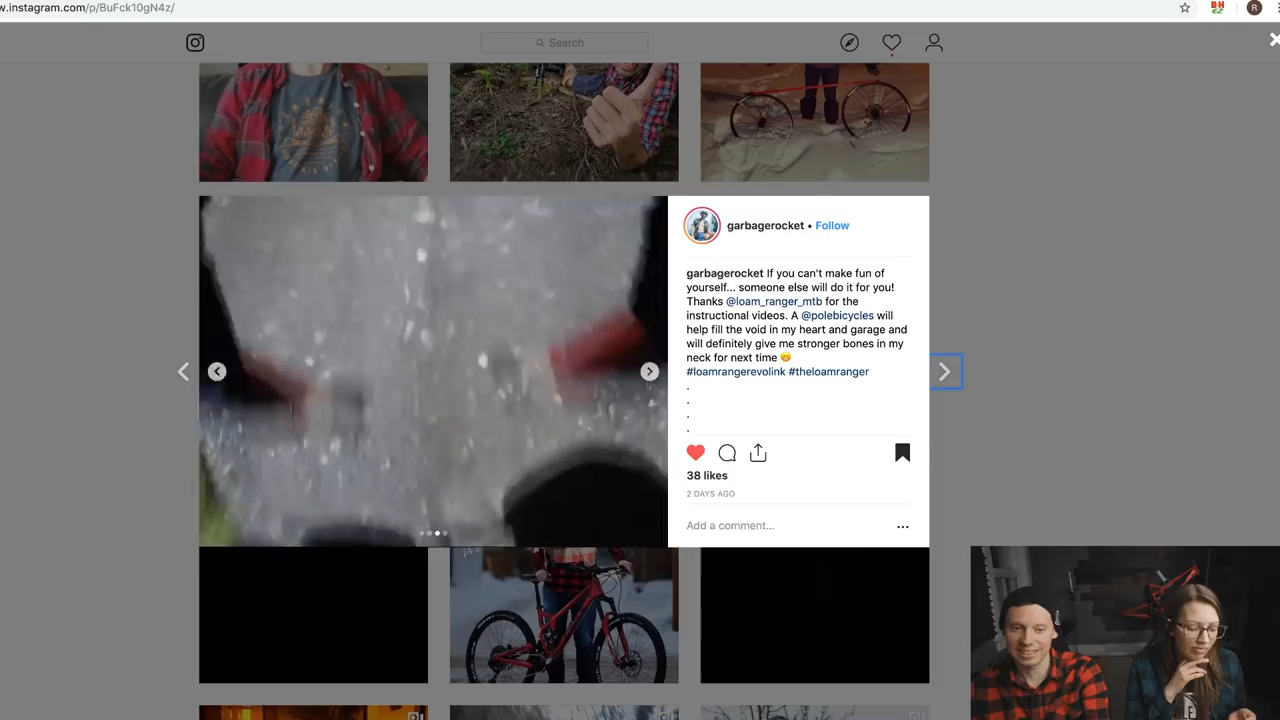 w.instagram.com/p/BuFck10gN4z/
BH
R
Search
garbagerocket • Follow
garbagerocket If you can't make fun of
yourself... someone else will do it for you!
Thanks @loam_ranger_mtb for the
instructional videos. A @polebicycles will
help fill the void in my heart and garage and
will definitely give me stronger bones in my
neck for next time 🤭
#loamrangerevolink #theloamranger
.
.
.
.
38 likes
2 DAYS AGO
Add a comment...